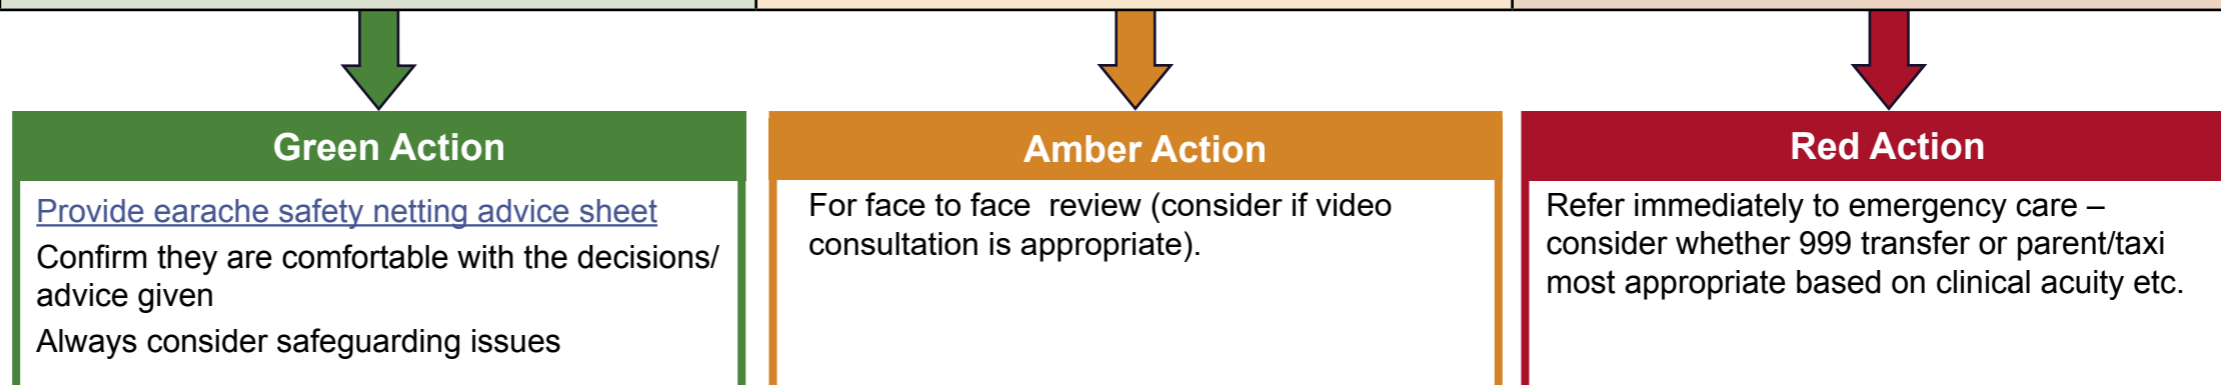 Green Action
Provide earache safety netting advice sheet
Confirm they are comfortable with the decisions/
advice given
Always consider safeguarding issues
Amber Action
For face to face  review (consider if video
consultation is appropriate).
Red Action
Refer immediately to emergency care –
consider whether 999 transfer or parent/taxi
most appropriate based on clinical acuity etc.